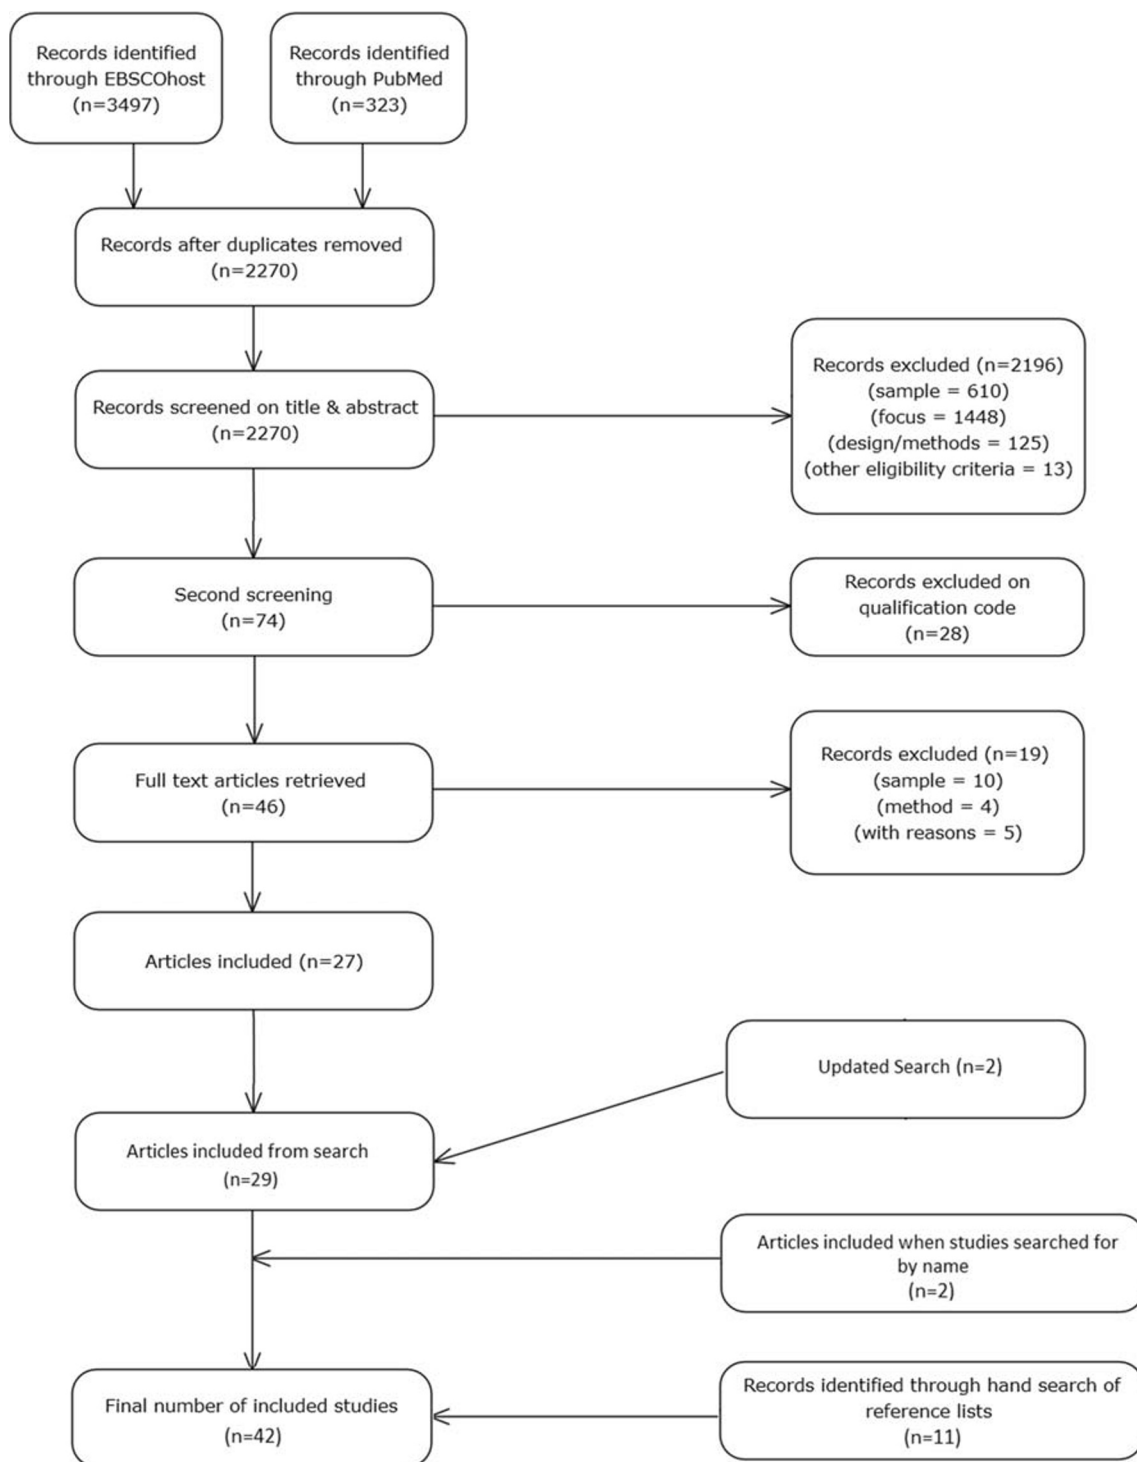 Records identified
through EBSCOhost
(n=3497)
Records identified
through PubMed
(n=323)
Records after duplicates removed
(n=2270)
Records screened on title & abstract
(n=2270)
Records excluded (n=2196)
(sample = 610)
(focus = 1448)
(design/methods = 125)
(other eligibility criteria = 13)
Second screening
(n=74)
Records excluded on
qualification code
(n=28)
Full text articles retrieved
(n=46)
Records excluded (n=19)
(sample = 10)
(method = 4)
(with reasons = 5)
Articles included (n=27)
Updated Search (n=2)
Articles included from search
(n=29)
Articles included when studies searched for
by name
(n=2)
Final number of included studies
(n=42)
Records identified through hand search of
reference lists
(n=11)